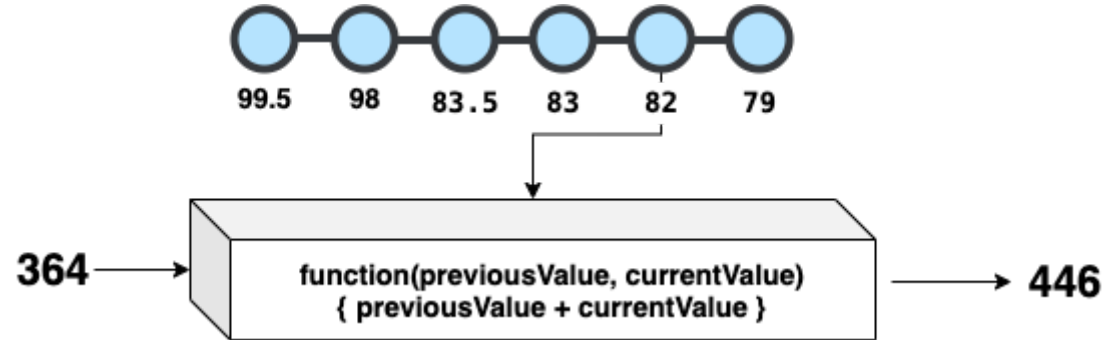 99.5 98 83.5 83 82 79
364
function(previousValue, currentValue)
{ previousValue + currentValue }
446